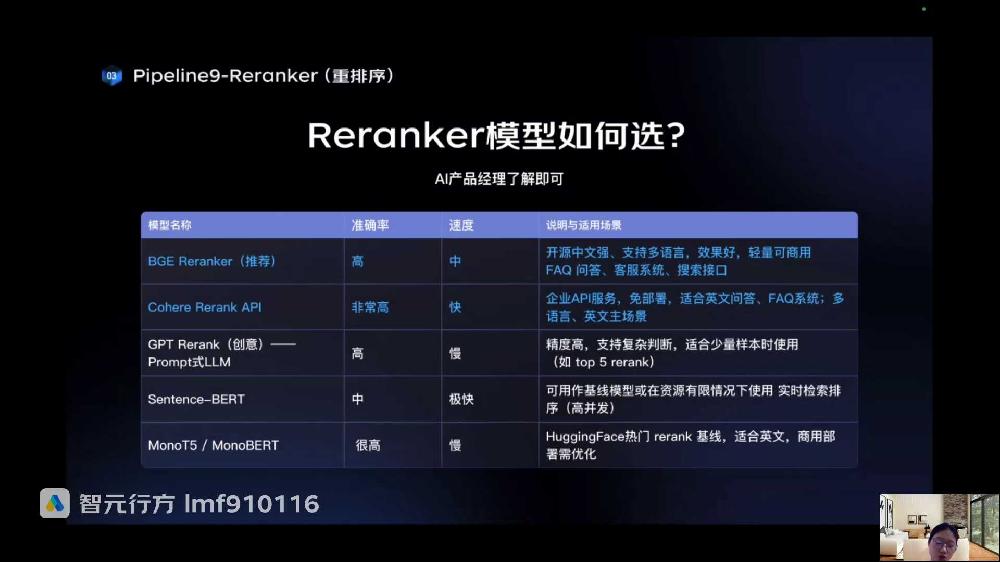 03 Pipeline9-Reranker（重排序）
Reranker模型如何选？
AI产品经理了解即可
模型名称 准确率 速度 说明与适用场景
BGE Reranker（推荐） 高 中 开源中文强、支持多语言，效果好，轻量可商用
FAQ 问答、客服系统、搜索接口
Cohere Rerank API 非常高 快 企业API服务，免部署，适合英文问答、FAQ系统；多
语言、英文主场景
GPT Rerank（创意）——
Prompt式LLM 高 慢 精度高，支持复杂判断，适合少量样本时使用
（如 top 5 rerank）
Sentence-BERT 中 极快 可用作基线模型或在资源有限情况下使用 实时检索排
序（高并发）
MonoT5 / MonoBERT 很高 慢 HuggingFace热门 rerank 基线，适合英文，商用部
署需优化
智元行方 lmf910116